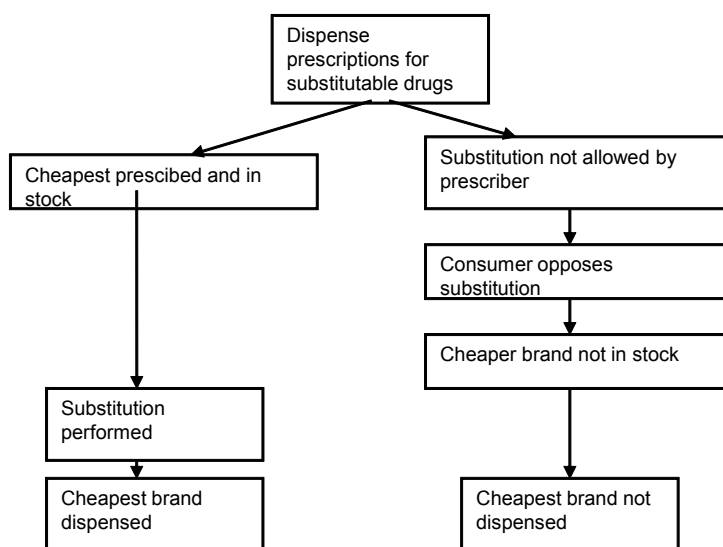 Dispense
prescriptions for
substitutable drugs
Cheapest prescibed and in
stock
Substitution not allowed by
prescriber
Consumer opposes
substitution
Cheaper brand not in stock
Substitution
performed
Cheapest brand
dispensed
Cheapest brand not
dispensed